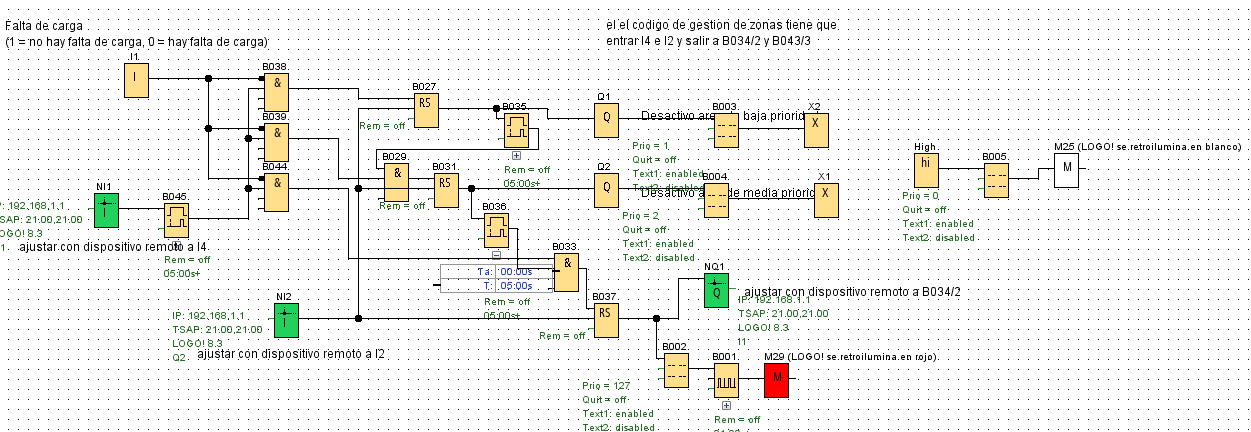 Falta de carga
(1 = no hay falta de carga, 0 = hay falta de carga)
el el codigo de gestion de zonas tiene que
entrar I4 e I2 y salir a B034/2 y B043/3
I1
I
B038
&
B039
&
B044
&
B027
RS
Rem = off
B035
Rem = off
05:00s+
Q1
Q
Desactivo
baja priorid
B003
Prio = 1
Quit = off
Text1: enabled
Text2: disabled
X2
X
High
hi
Prio = 0
Quit = off
Text1: enabled
Text2: disabled
B005
M25 (LOGO! se retroilumina en blanco)
M
B029
&
Rem = off
B031
RS
Q2
Q
Desactivo
de media priorid
B004
Prio = 2
Quit = off
Text1: enabled
Text2: disabled
X1
X
NI1
I
: 192.168.1.1
TSAP: 21:00,21:00
OGO! 8.3
ajustar con dispositivo remoto a I4
B045
Rem = off
05:00s+
B036
Ta: 00:00s
T: 05:00s
Rem = off
05:00s+
B033
&
NI2
I
IP: 192.168.1.1
TSAP: 21:00,21:00
LOGO! 8.3
Q2
ajustar con dispositivo remoto a I2
B037
RS
Rem = off
NQ1
Q
ajustar con dispositivo remoto a B034/2
IP: 192.168.1.1
TSAP: 21:00,21:00
LOGO! 8.3
I1
B002
Prio = 127
Quit = off
Text1: enabled
Text2: disabled
B001
Rem = off
M29 (LOGO! se retroilumina en rojo)
M